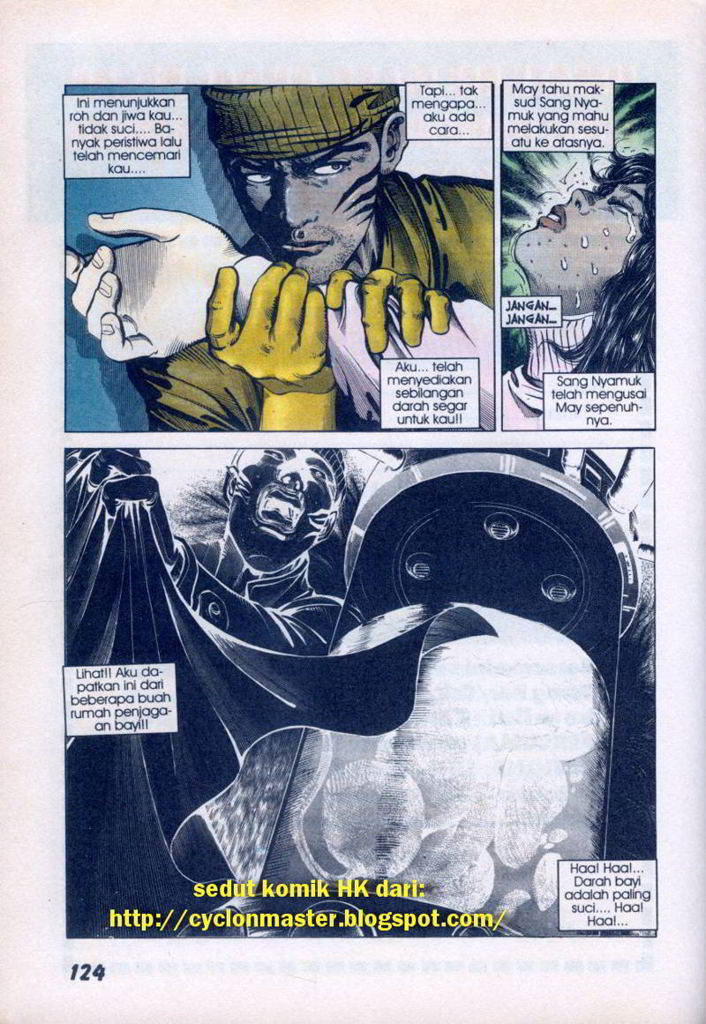 Ini menunjukkan
roh dan jiwa kau...
tidak suci.... Ba-
nyak peristiwa lalu
telah mencemari
kau....
Tapi... tak
mengapa...
aku ada
cara...
Aku... telah
menyediakan
sebilangan
darah segar
untuk kau!!
May tahu mak-
sud Sang Nya-
muk yang mahu
melakukan sesu-
atu ke atasnya.
JANGAN...
JANGAN...
Sang Nyamuk
telah mengusai
May sepenuh-
nya.
Lihat!! Aku da-
patkan ini dari
beberapa buah
rumah penjaga-
an bayi!!
Haa! Haa!...
Darah bayi
adalah paling
suci.... Haa!
Haa!...
sedut komik HK dari:
http://cyclonmaster.blogspot.com/
124